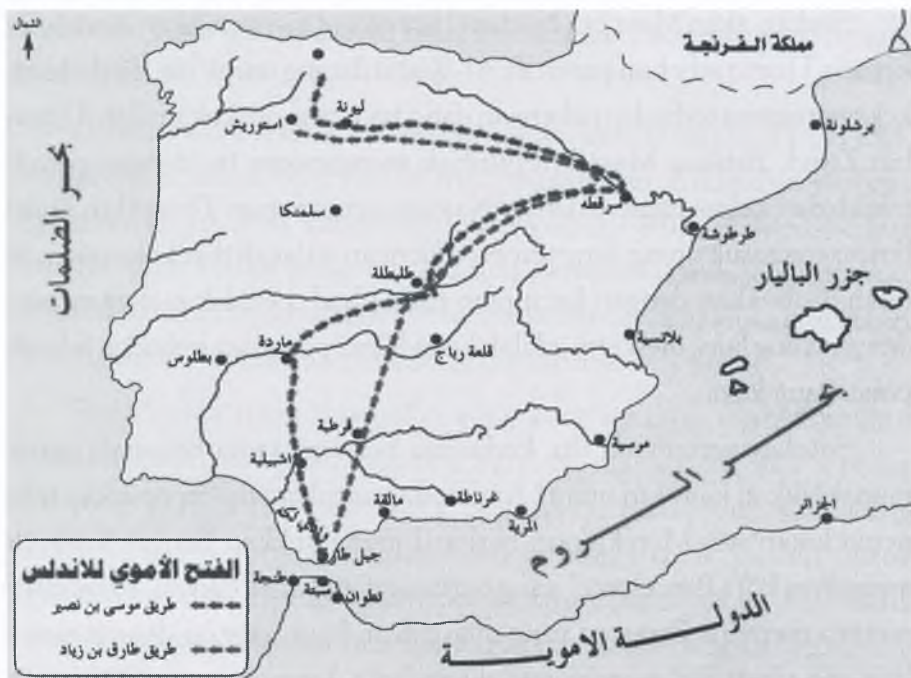 الشمال
مملكة الفرنجة
ليونة
استوريش
برشلونة
بحر الظلمات
سرقطة
سلمنكا
طرطوشة
طليطلة
جزر الباليار
ماردة
قلعة رباح
بلانسية
بطلوس
قرطبة
مرسية
اشبيلية
غرناطة
مالقة
المرية
بحر الروم
الجزائر
جبل طارق
طنجة
سبتة
تطوان
الدولة الأموية
الفتح الأموي للاندلس
طريق موسى بن نصير
طريق طارق بن زياد